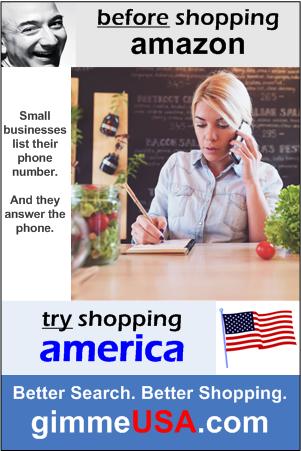 before shopping
amazon
Small
businesses
list their
phone
number.
And they
answer the
phone.
try shopping
america
Better Search. Better Shopping.
gimmeUSA.com